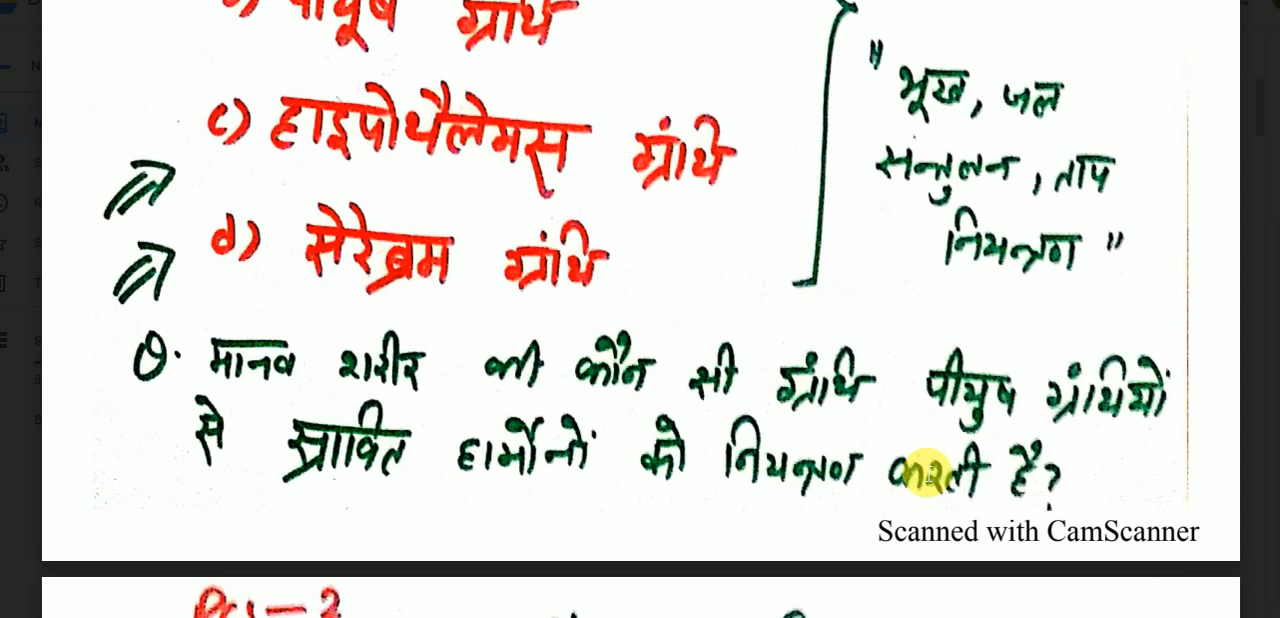 पीयूष ग्रंथि
c) हाइपोथैलेमस ग्रंथि
d) सेरेब्रम ग्रंथि
" भूख, जल
सन्तुलन, ताप
नियन्त्रण "
Q. मानव शरीर की कौन सी ग्रंथि पीयुष ग्रंथियों
से स्रावित हार्मोनों को नियन्त्रण करती है?
Scanned with CamScanner